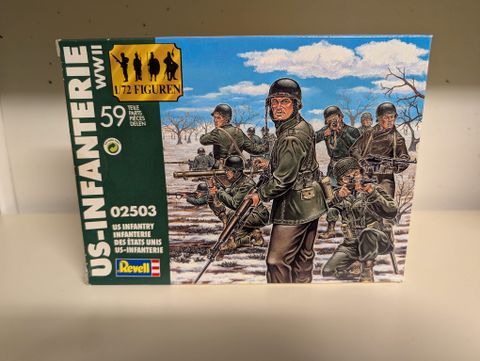 US-INFANTERIE
WWII
1/72 FIGUREN
59
TEILE
PARTS
PIÈCES
DELEN
02503
US INFANTRY
INFANTERIE
DES ÉTATS UNIS
US-INFANTERIE
Revell